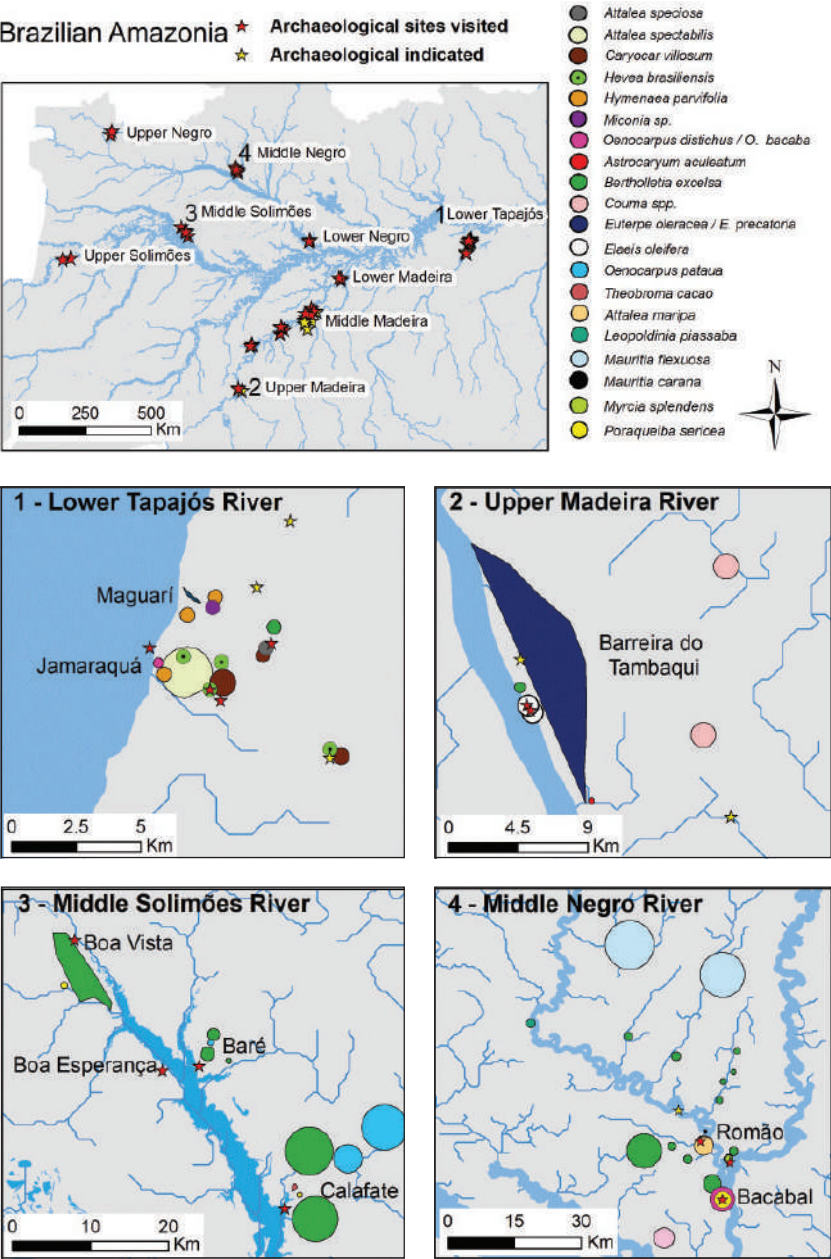 Brazilian Amazonia
Archaeological sites visited
Archaeological indicated
Attalea speciosa
Attalea spectabilis
Caryocar villosum
Hevea brasiliensis
Hymenaea parvifolia
Miconia sp.
Oenocarpus distichus / O. bacaba
Astrocaryum aculeatum
Bertholletia excelsa
Couma spp.
Euterpe oleracea / E. precatoria
Elaeis oleifera
Oenocarpus pataua
Theobroma cacao
Attalea maripa
Leopoldinia piassaba
Mauritia flexuosa
Mauritia carana
Myrcia splendens
Poraqueiba sericea
N
Upper Negro
4 Middle Negro
3 Middle Solimões
1 Lower Tapajós
Lower Negro
Upper Solimões
Lower Madeira
Middle Madeira
2 Upper Madeira
0 250 500
Km
1 - Lower Tapajós River
Maguarí
Jamaraquá
0 2.5 5
Km
2 - Upper Madeira River
Barreira do
Tambaqui
0 4.5 9
Km
3 - Middle Solimões River
Boa Vista
Baré
Boa Esperança
Calafate
0 10 20
Km
4 - Middle Negro River
Romão
Bacabal
0 15 30
Km